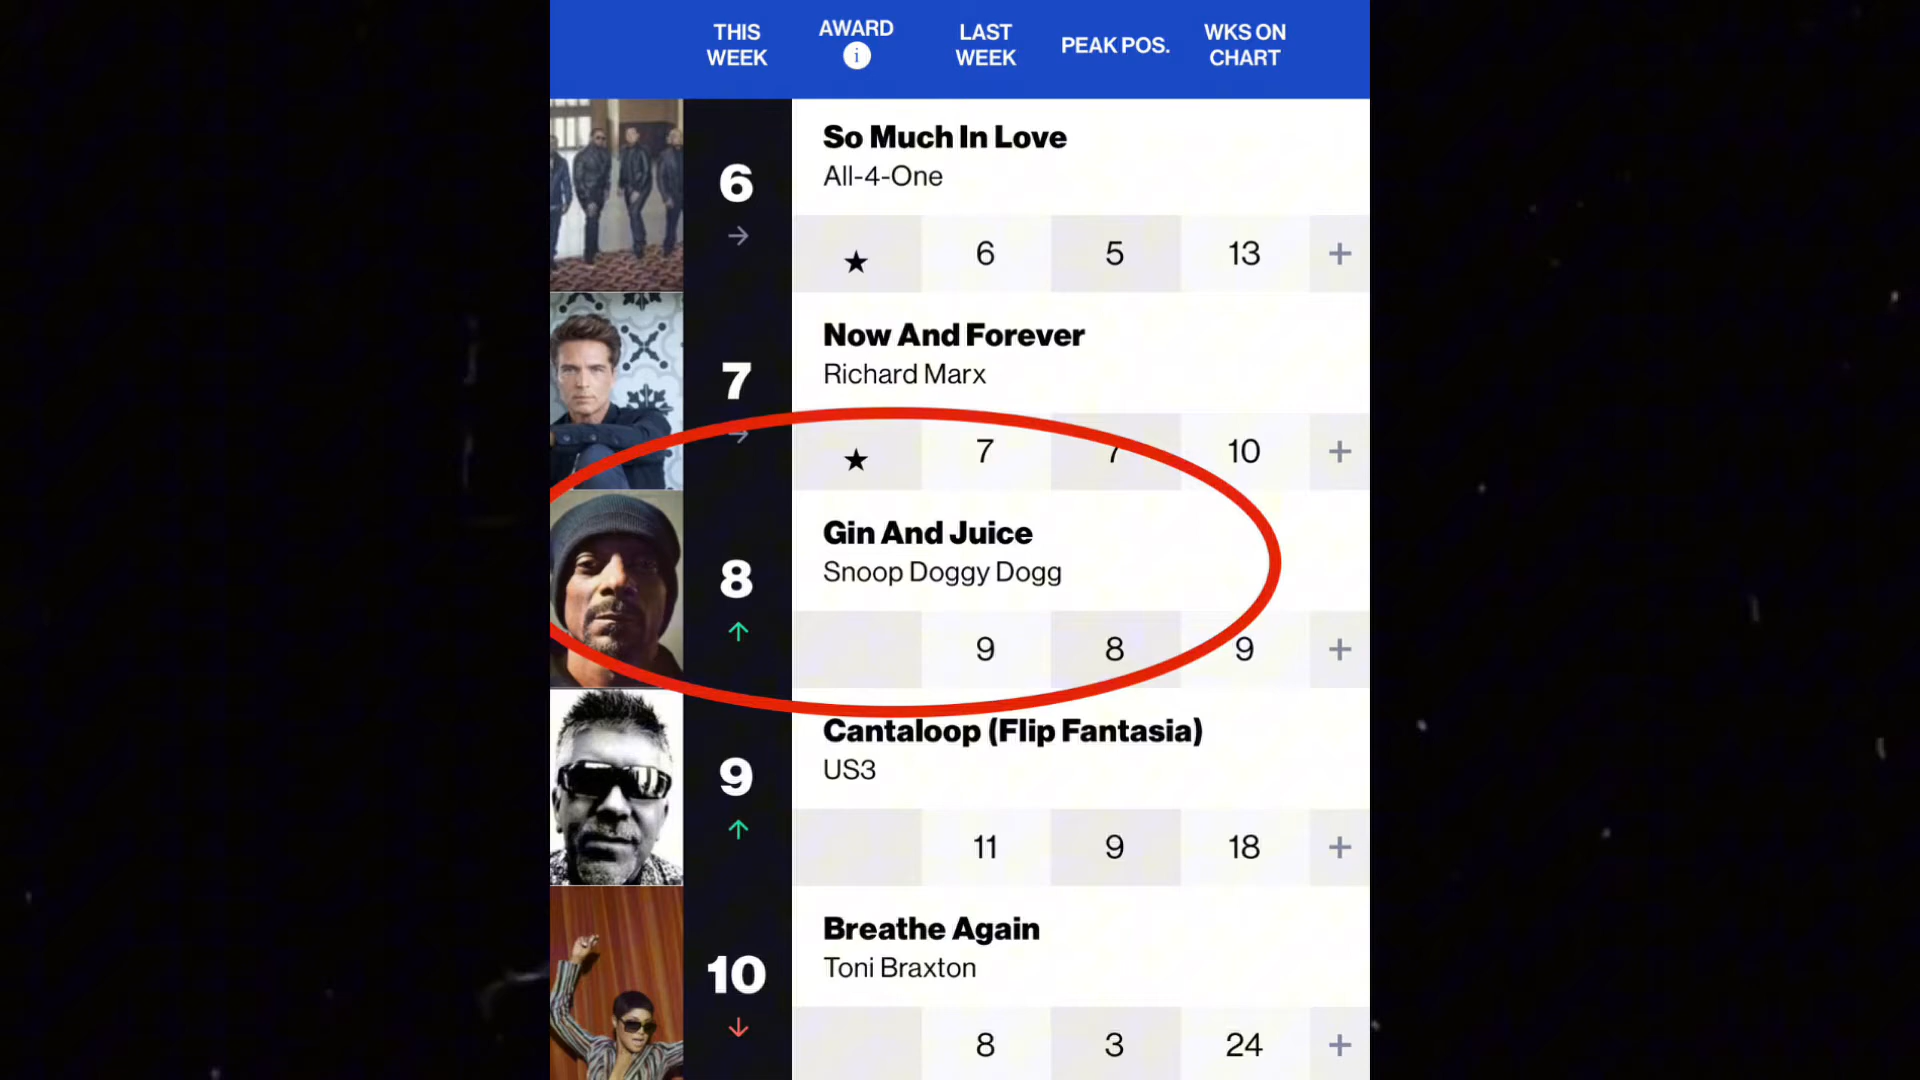 THIS WEEK
AWARD
i
LAST WEEK
PEAK POS.
WKS ON CHART
6
So Much In Love
All-4-One
6
5
13
+
7
Now And Forever
Richard Marx
7
7
10
+
8
Gin And Juice
Snoop Doggy Dogg
9
8
9
+
9
Cantaloop (Flip Fantasia)
US3
11
9
18
+
10
Breathe Again
Toni Braxton
8
3
24
+